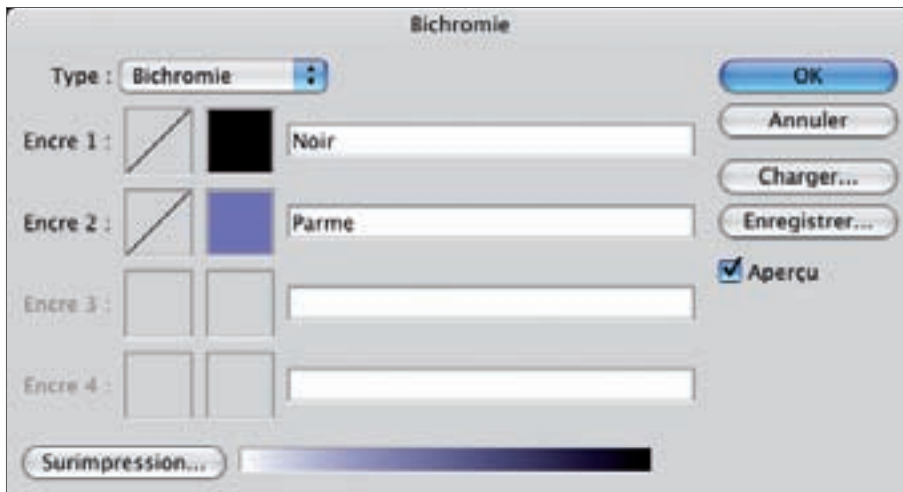 Bichromie
Type : Bichromie
OK
Encre 1 : Noir
Annuler
Charger...
Encre 2 : Parme
Enregistrer...
Aperçu
Encre 3 :
Encre 4 :
Surimpression...